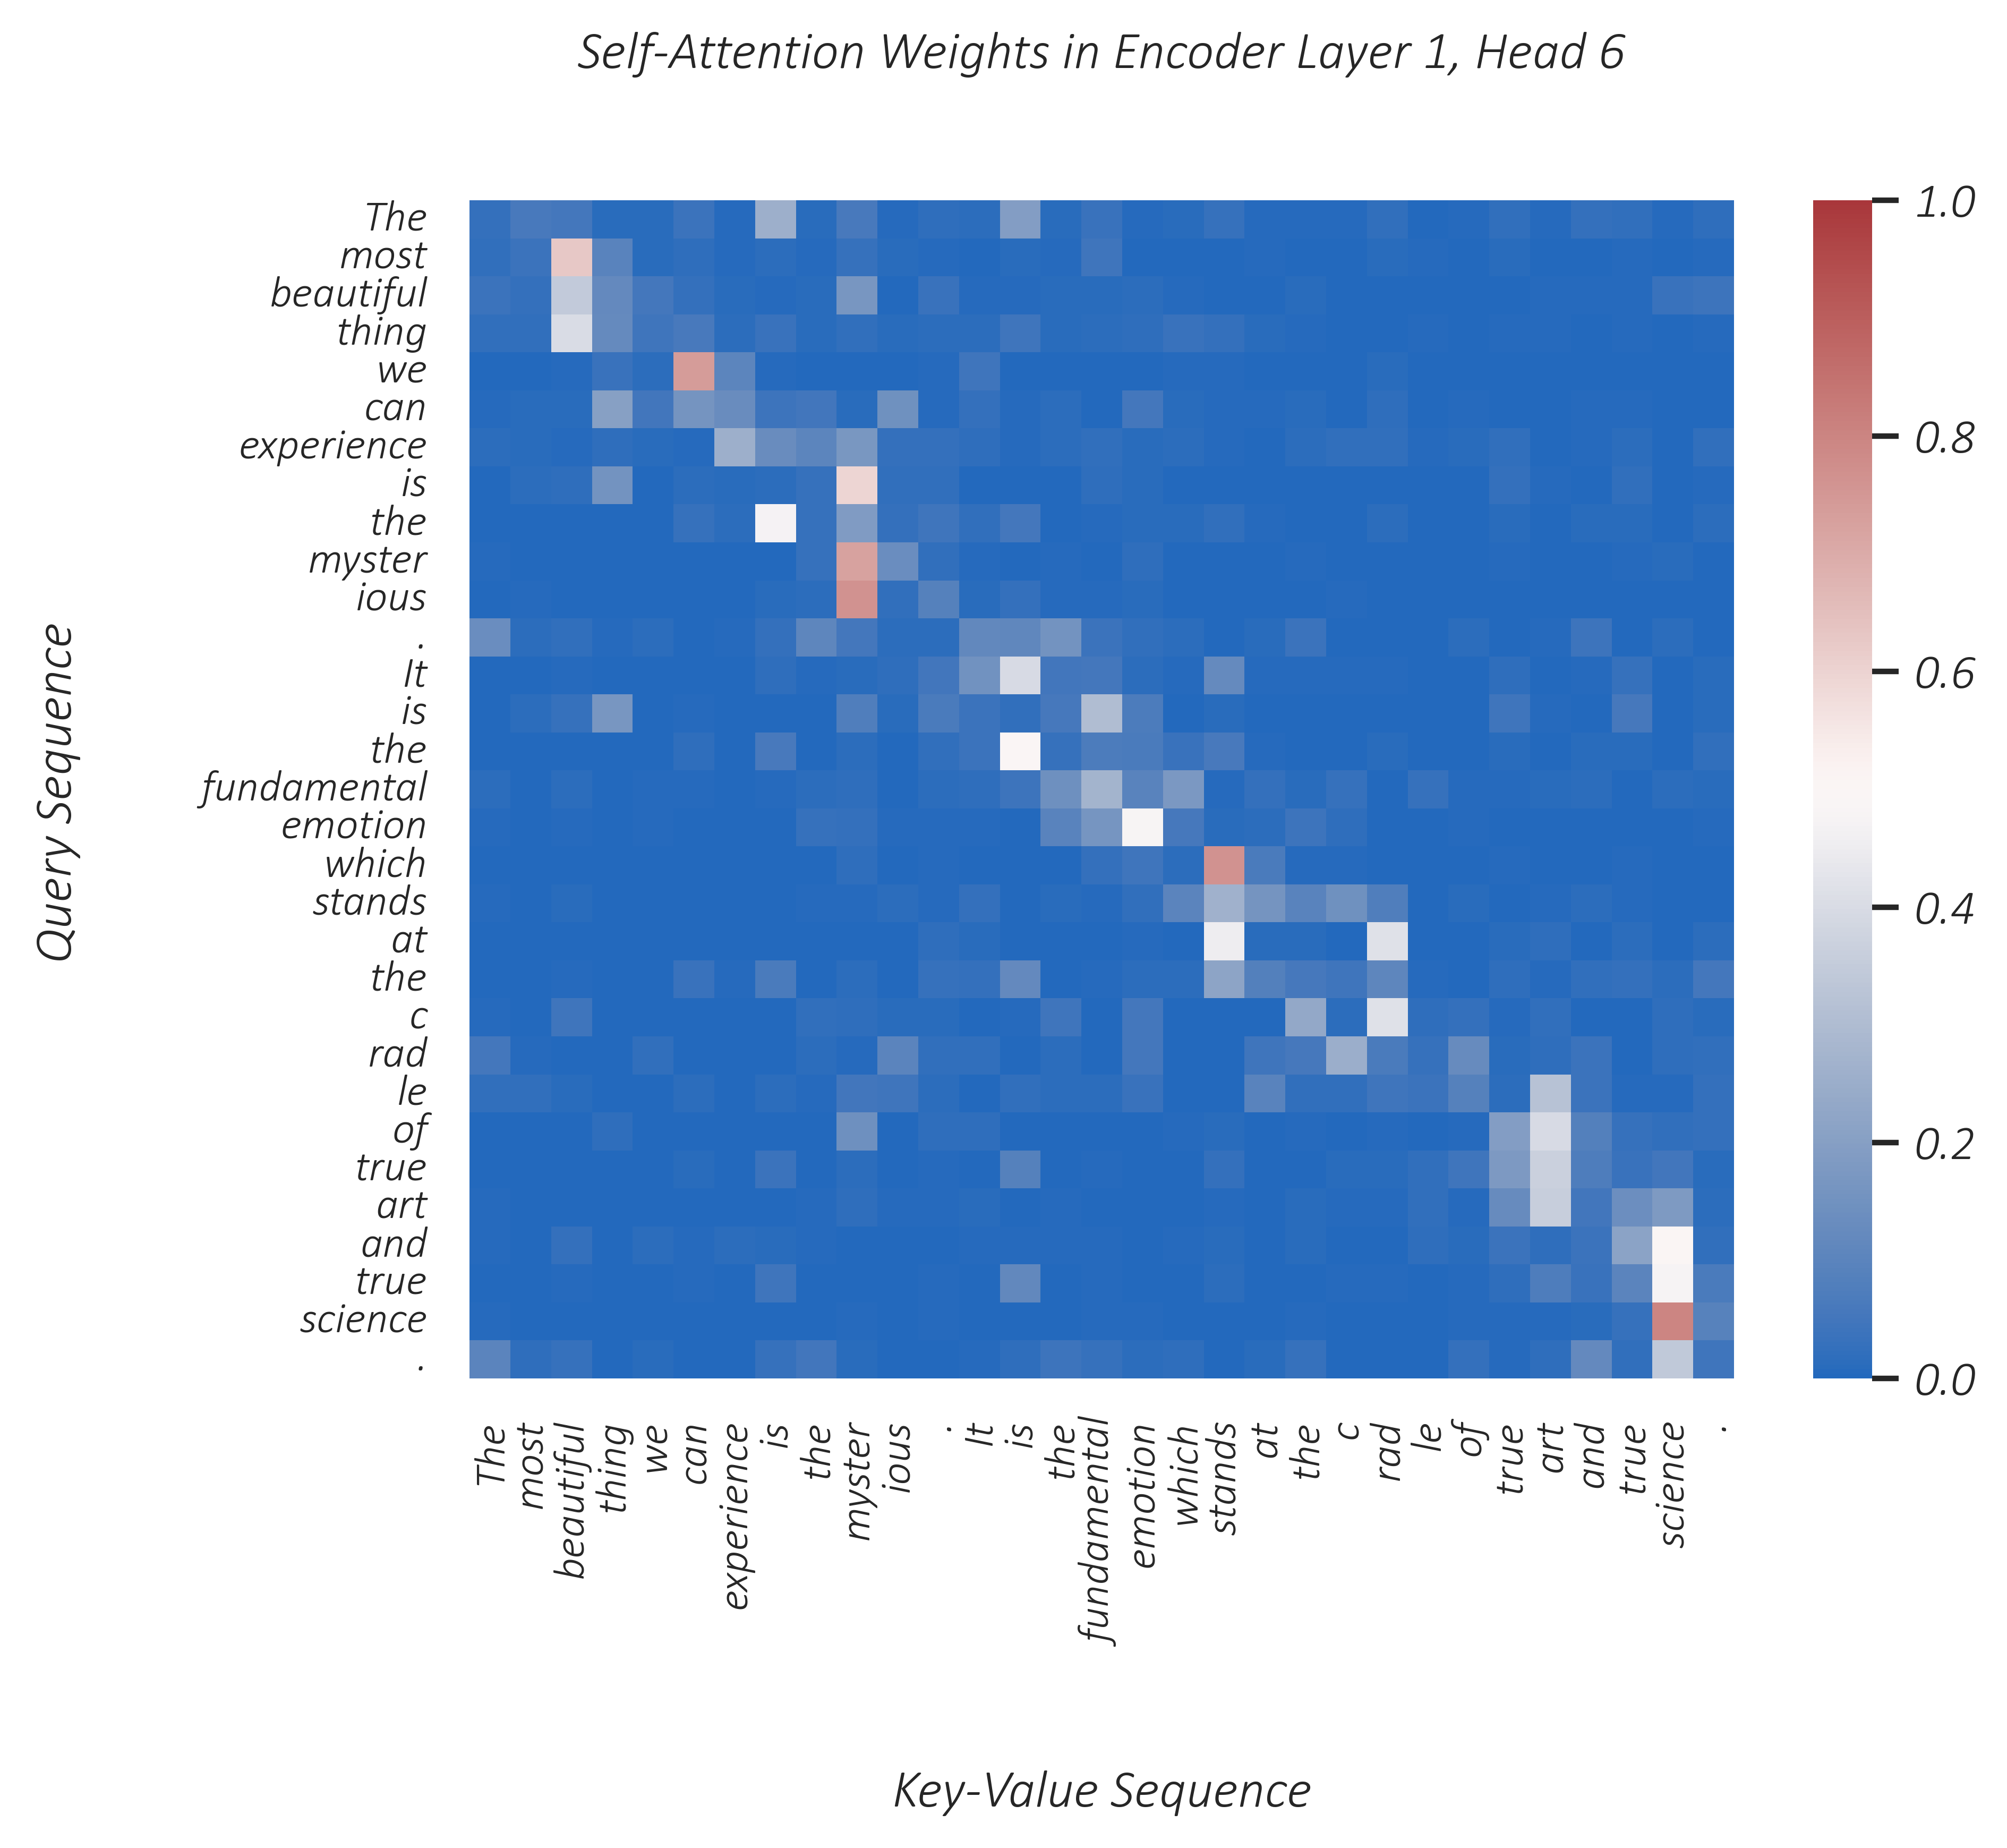 Self-Attention Weights in Encoder Layer 1, Head 6
Query Sequence
The
most
beautiful
thing
we
can
experience
is
the
myster
ious
.
It
is
the
fundamental
emotion
which
stands
at
the
c
rad
le
of
true
art
and
true
science
.
The
most
beautiful
thing
we
can
experience
is
the
myster
ious
.
It
is
the
fundamental
emotion
which
stands
at
the
c
rad
le
of
true
art
and
true
science
.
Key-Value Sequence
1.0
0.8
0.6
0.4
0.2
0.0